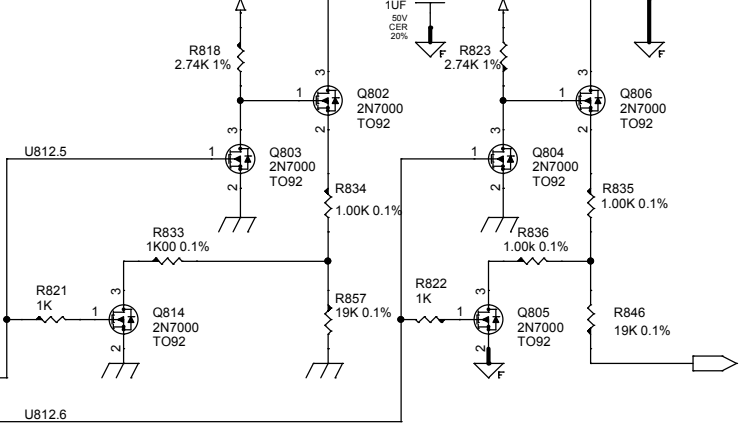 1UF
50V
CER
20%
F
F
R818
2.74K 1%
R823
2.74K 1%
3
1
2
Q802
2N7000
TO92
3
1
2
Q806
2N7000
TO92
U812.5
3
1
2
Q803
2N7000
TO92
3
1
2
Q804
2N7000
TO92
R834
1.00K 0.1%
R835
1.00K 0.1%
R833
1K00 0.1%
R836
1.00k 0.1%
R821
1K
3
1
2
Q814
2N7000
TO92
R857
19K 0.1%
R822
1K
3
1
2
Q805
2N7000
TO92
R846
19K 0.1%
F
U812.6